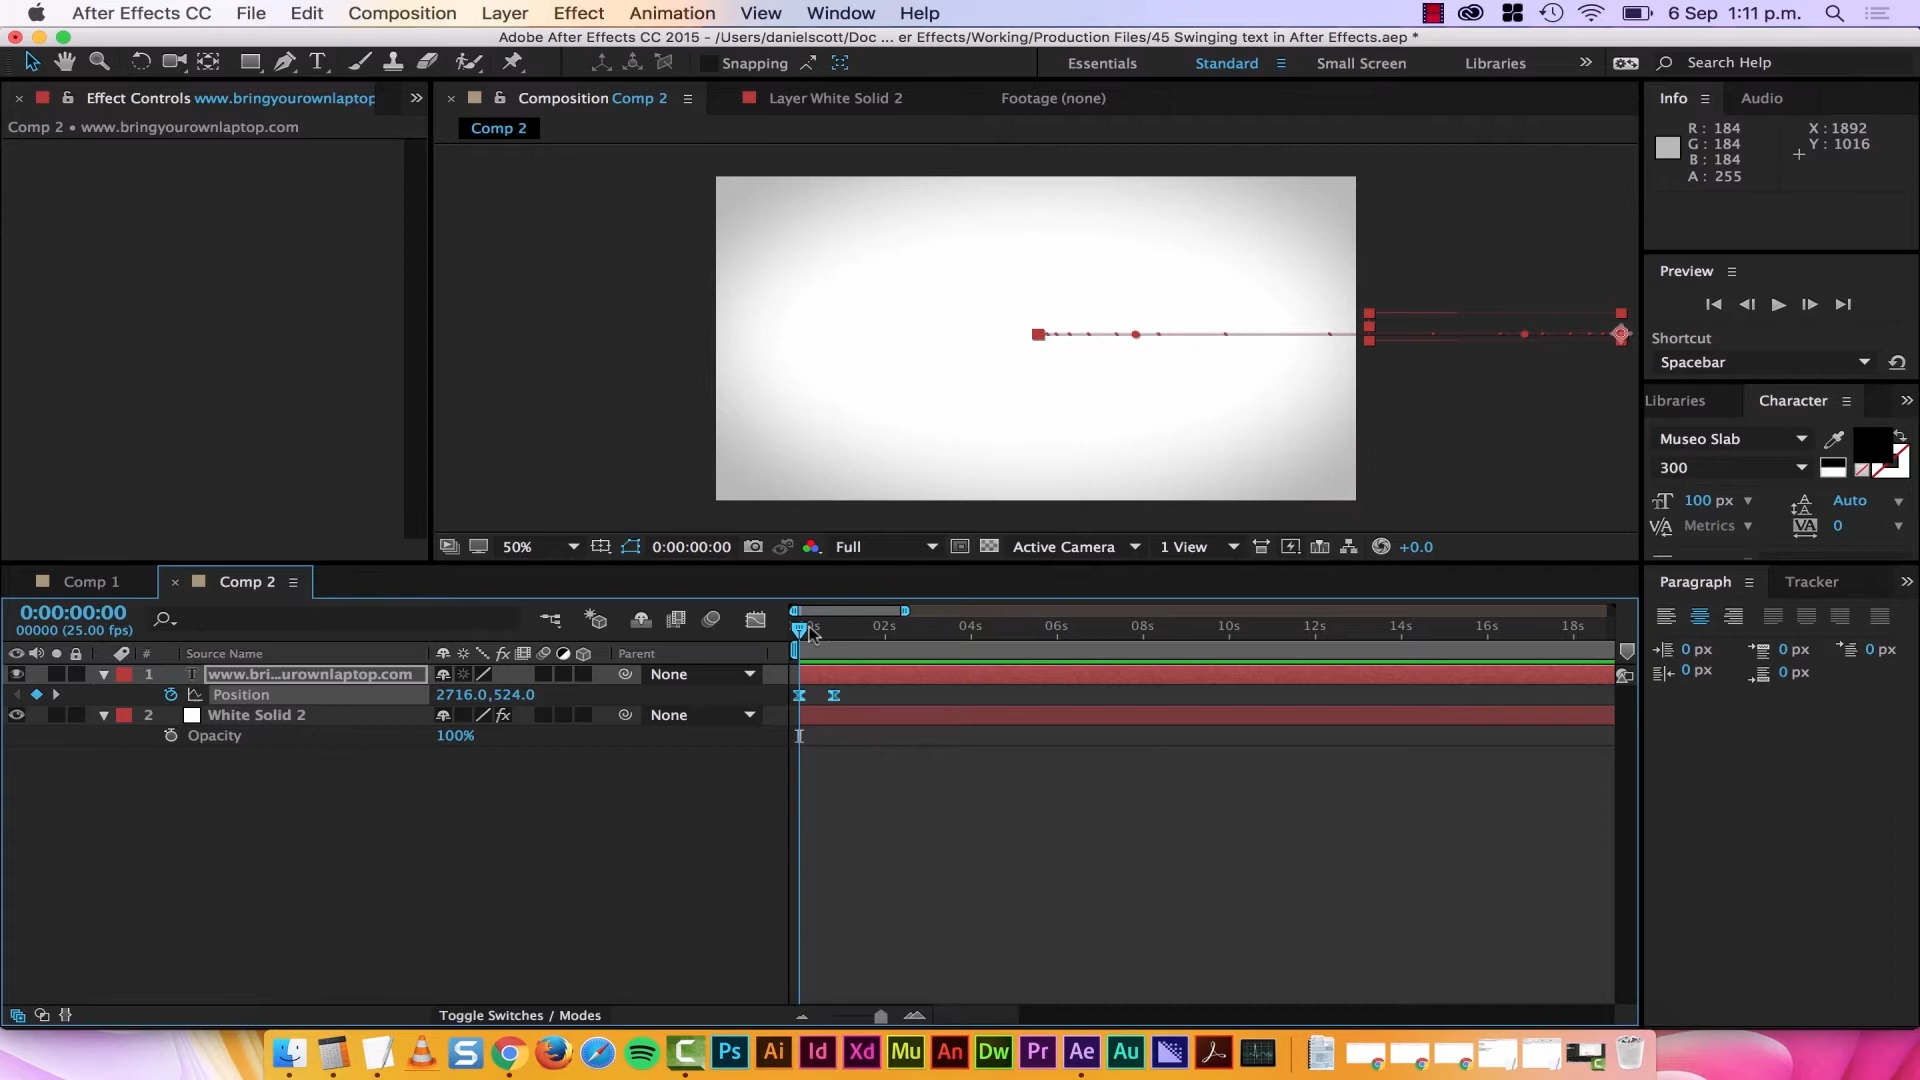 After Effects CC File Edit Composition Layer Effect Animation View Window Help 6 Sep 1:11 p.m.
Adobe After Effects CC 2015 - /Users/danielscott/Doc ... er Effects/Working/Production Files/45 Swinging text in After Effects.aep *
Snapping Essentials Standard Small Screen Libraries Search Help
Effect Controls www.bringyourownlaptop
Comp 2 • www.bringyourownlaptop.com
Composition Comp 2 Layer White Solid 2 Footage (none)
Comp 2
Info Audio
R : 184 X : 1892
G : 184 Y : 1016
B : 184
A : 255
Preview
Shortcut
Spacebar
Libraries Character
Museo Slab
300
100 px Auto
Metrics 0
50% 0:00:00:00 Full Active Camera 1 View +0.0
Comp 1 Comp 2
0:00:00:00
00000 (25.00 fps)
02s 04s 06s 08s 10s 12s 14s 16s 18s
# Source Name Parent
1 T www.bri...urownlaptop.com None
Position 2716.0,524.0
2 White Solid 2 fx None
Opacity 100%
Toggle Switches / Modes
Paragraph Tracker
0 px 0 px 0 px
0 px 0 px
S C Ps Ai Id Xd Mu An Dw Pr Ae Au